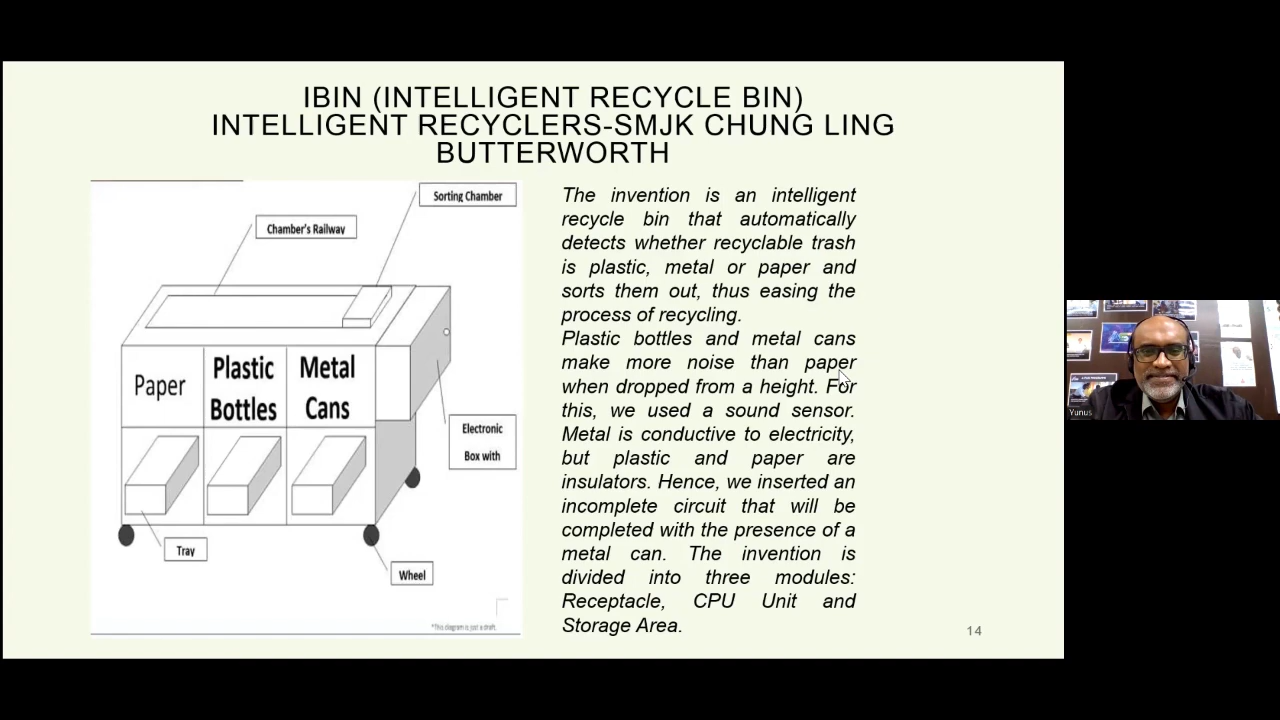 IBIN (INTELLIGENT RECYCLE BIN)
INTELLIGENT RECYCLERS-SMJK CHUNG LING
BUTTERWORTH
Sorting Chamber
Chamber's Railway
Paper
Plastic
Bottles
Metal
Cans
Electronic
Box with
Tray
Wheel
*This diagram is just a draft.
The invention is an intelligent
recycle bin that automatically
detects whether recyclable trash
is plastic, metal or paper and
sorts them out, thus easing the
process of recycling.
Plastic bottles and metal cans
make more noise than paper
when dropped from a height. For
this, we used a sound sensor.
Metal is conductive to electricity,
but plastic and paper are
insulators. Hence, we inserted an
incomplete circuit that will be
completed with the presence of a
metal can. The invention is
divided into three modules:
Receptacle, CPU Unit and
Storage Area.
14
Yunus